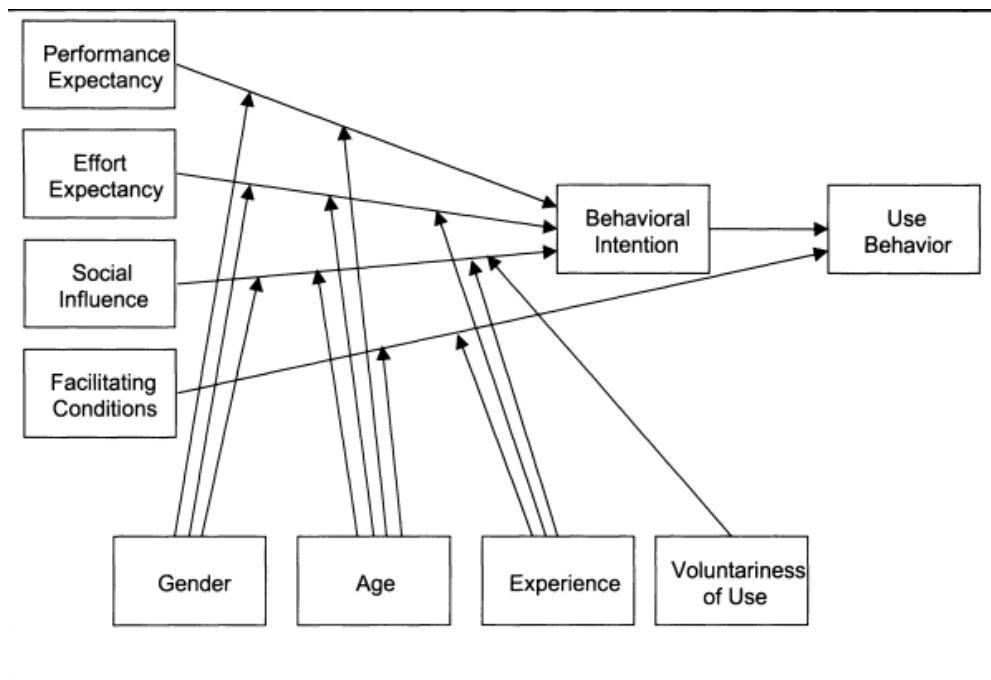 Performance
Expectancy
Effort
Expectancy
Social
Influence
Facilitating
Conditions
Behavioral
Intention
Use
Behavior
Gender
Age
Experience
Voluntariness
of Use